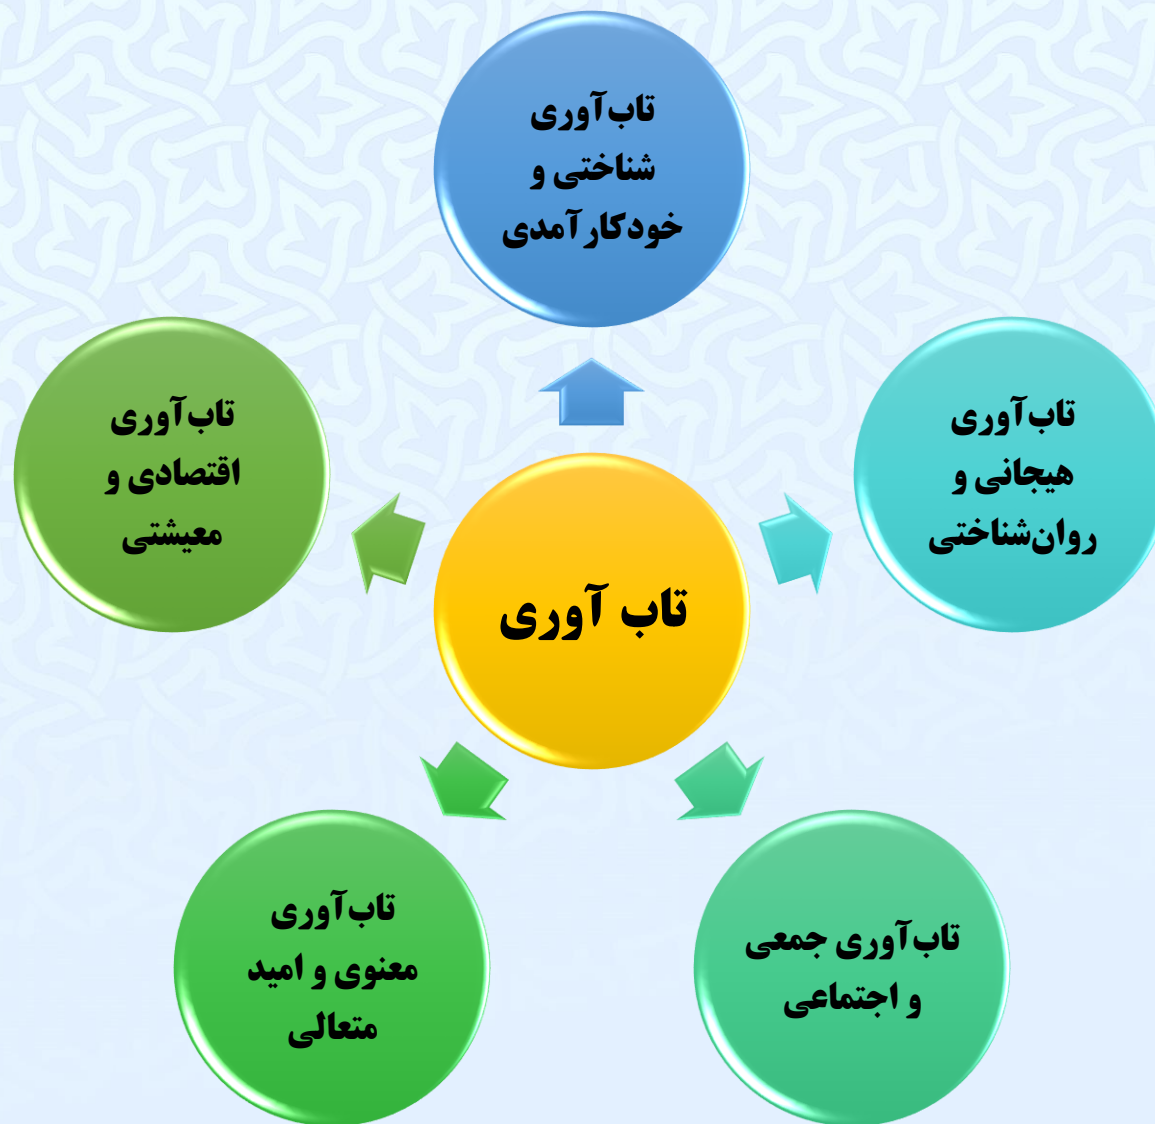 تاب‌آوری
شناختی و
خودکارآمدی
تاب‌آوری
هیجانی و
روان‌شناختی
تاب‌آوری
اقتصادی و
معیشتی
تاب آوری
تاب‌آوری جمعی
و اجتماعی
تاب‌آوری
معنوی و امید
متعالی